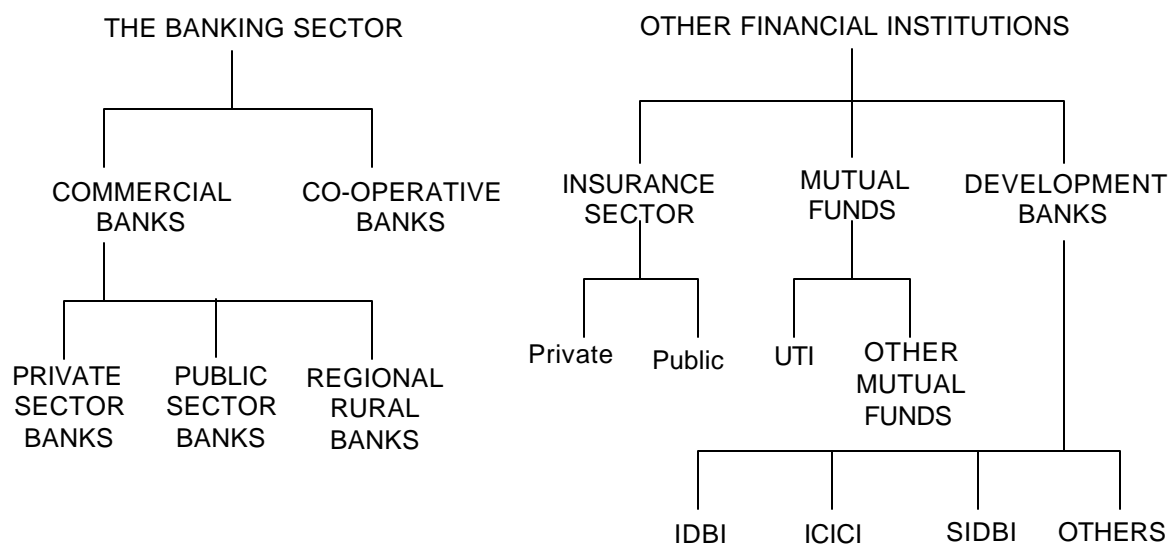 THE BANKING SECTOR
OTHER FINANCIAL INSTITUTIONS
COMMERCIAL
BANKS
CO-OPERATIVE
BANKS
INSURANCE
SECTOR
MUTUAL
FUNDS
DEVELOPMENT
BANKS
PRIVATE
SECTOR
BANKS
PUBLIC
SECTOR
BANKS
REGIONAL
RURAL
BANKS
Private
Public
UTI
OTHER
MUTUAL
FUNDS
IDBI
ICICI
SIDBI
OTHERS